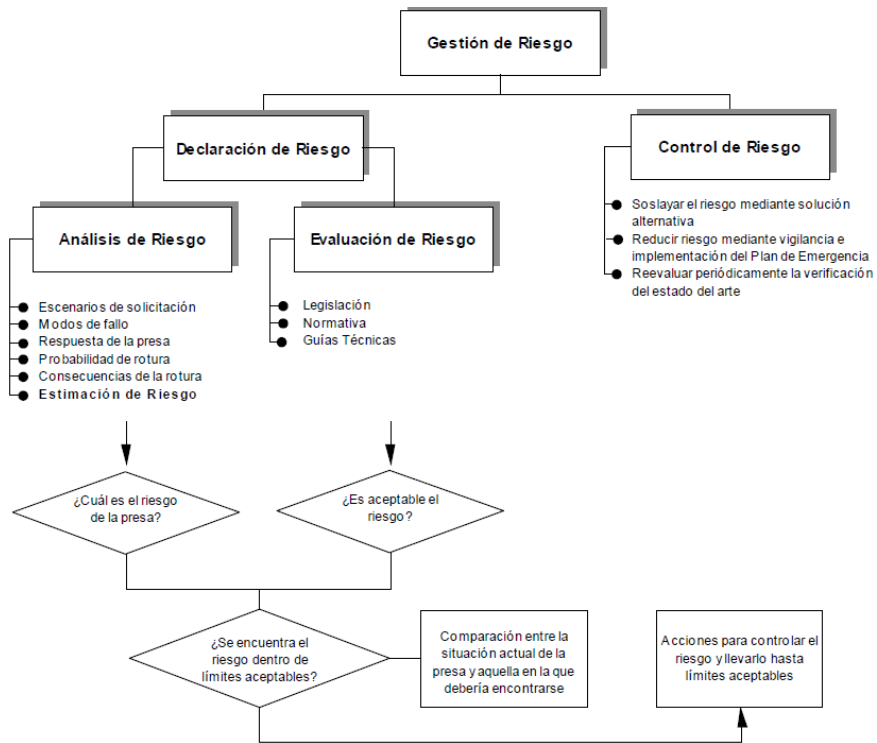 Gestión de Riesgo
Declaración de Riesgo
Control de Riesgo
Soslayar el riesgo mediante solución
alternativa
Reducir riesgo mediante vigilancia e
implementación del Plan de Emergencia
Reevaluar periódicamente la verificación
del estado del arte
Análisis de Riesgo
Evaluación de Riesgo
Escenarios de solicitación
Modos de fallo
Respuesta de la presa
Probabilidad de rotura
Consecuencias de la rotura
Estimación de Riesgo
Legislación
Normativa
Guías Técnicas
¿Cuál es el riesgo
de la presa?
¿Es aceptable el
riesgo?
¿Se encuentra el
riesgo dentro de
límites aceptables?
Comparación entre la
situación actual de la
presa y aquella en la que
debería encontrarse
Acciones para controlar el
riesgo y llevarlo hasta
límites aceptables